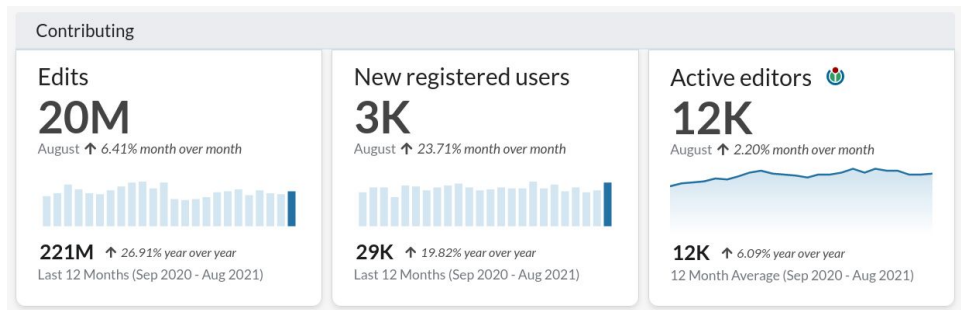 Contributing
Edits
20M
August ↑ 6.41% month over month
221M ↑ 26.91% year over year
Last 12 Months (Sep 2020 - Aug 2021)
New registered users
3K
August ↑ 23.71% month over month
29K ↑ 19.82% year over year
Last 12 Months (Sep 2020 - Aug 2021)
Active editors
12K
August ↑ 2.20% month over month
12K ↑ 6.09% year over year
12 Month Average (Sep 2020 - Aug 2021)